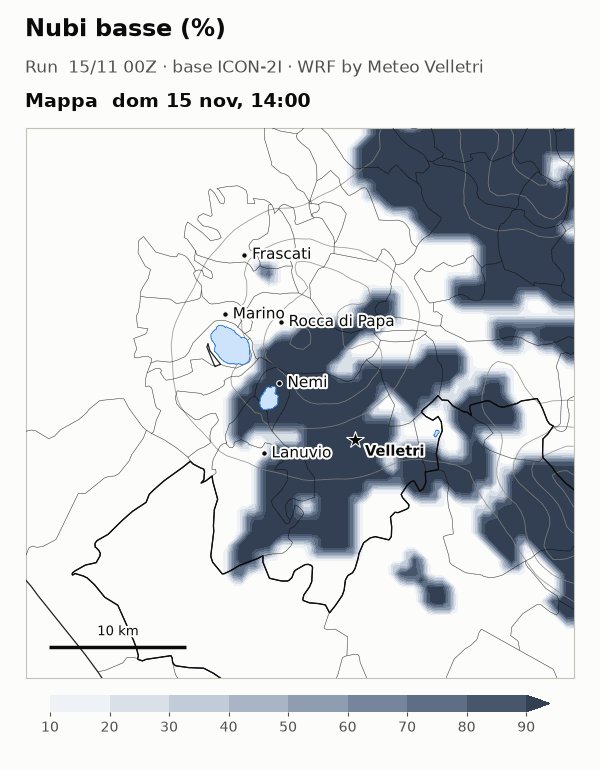 Nubi basse (%)
Run  15/11 00Z · base ICON-2I · WRF by Meteo Velletri
Mappa  dom 15 nov, 14:00
Frascati
Marino
Rocca di Papa
Nemi
Velletri
Lanuvio
10 km
10 20 30 40 50 60 70 80 90